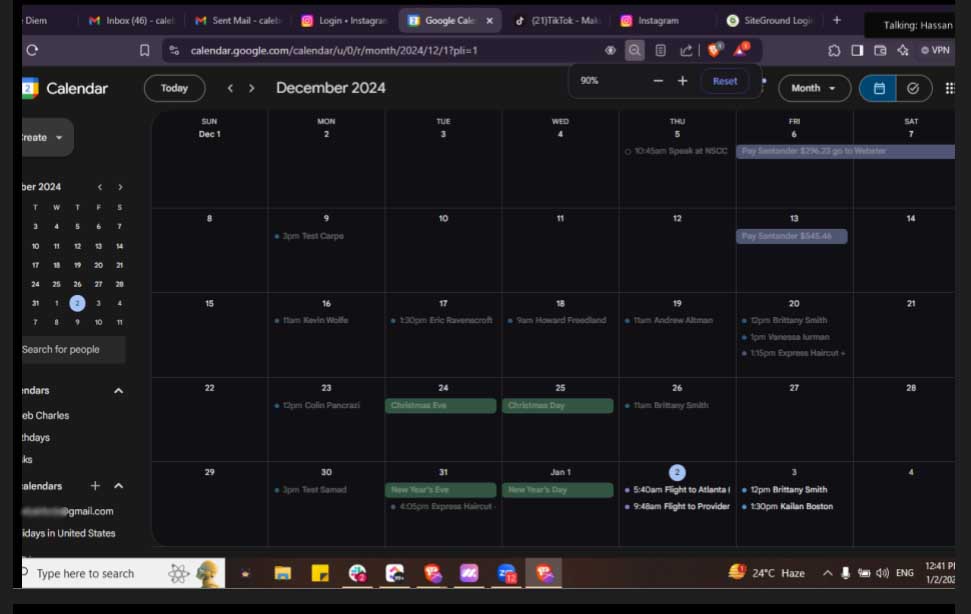 Diem
Inbox (46) - caleb
Sent Mail - caleb
Login • Instagram
Google Cale
(21)TikTok - Mak
Instagram
SiteGround Login
Talking: Hassan
calendar.google.com/calendar/u/0/r/month/2024/12/1?pli=1
VPN
Calendar
Today
December 2024
90%
Reset
Month
reate
SUN MON TUE WED THU FRI SAT
Dec 1 2 3 4 5 6 7
10:45am Speak at NSCC
Pay Santander $296.23 go to Webster
ber 2024
T W T F S
3 4 5 6 7
10 11 12 13 14
17 18 19 20 21
24 25 26 27 28
31 1 2 3 4
7 8 9 10 11
8 9 10 11 12 13 14
3pm Test Carpe
Pay Santander $545.46
15 16 17 18 19 20 21
11am Kevin Wolfe
1:30pm Eric Ravenscroft
9am Howard Freedland
11am Andrew Altman
12pm Brittany Smith
1pm Vanessa Iurman
1:15pm Express Haircut +
Search for people
22 23 24 25 26 27 28
12pm Colin Pancrazi
Christmas Eve
Christmas Day
11am Brittany Smith
endars
eb Charles
thdays
ks
alendars
@gmail.com
idays in United States
29 30 31 Jan 1 2 3 4
3pm Test Samad
New Year's Eve
4:05pm Express Haircut
New Year's Day
5:40am Flight to Atlanta
9:48am Flight to Provider
12pm Brittany Smith
1:30pm Kailan Boston
Type here to search
24°C Haze
ENG
12:41 P
1/2/202